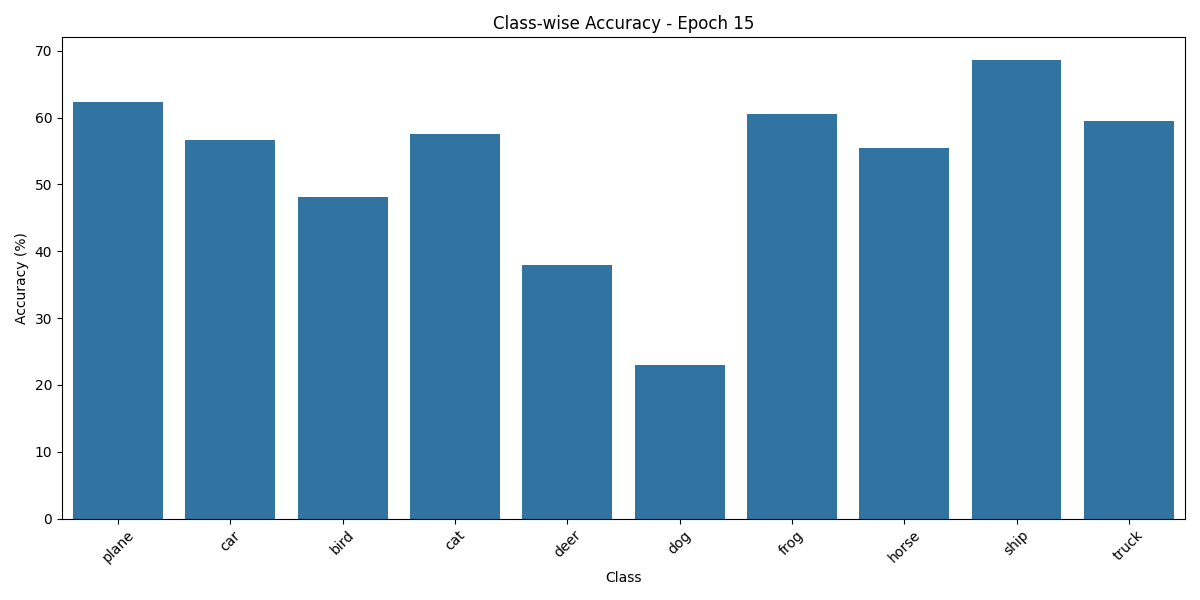 Class-wise Accuracy - Epoch 15
Accuracy (%)
70
60
50
40
30
20
10
0
plane
car
bird
cat
deer
dog
frog
horse
ship
truck
Class